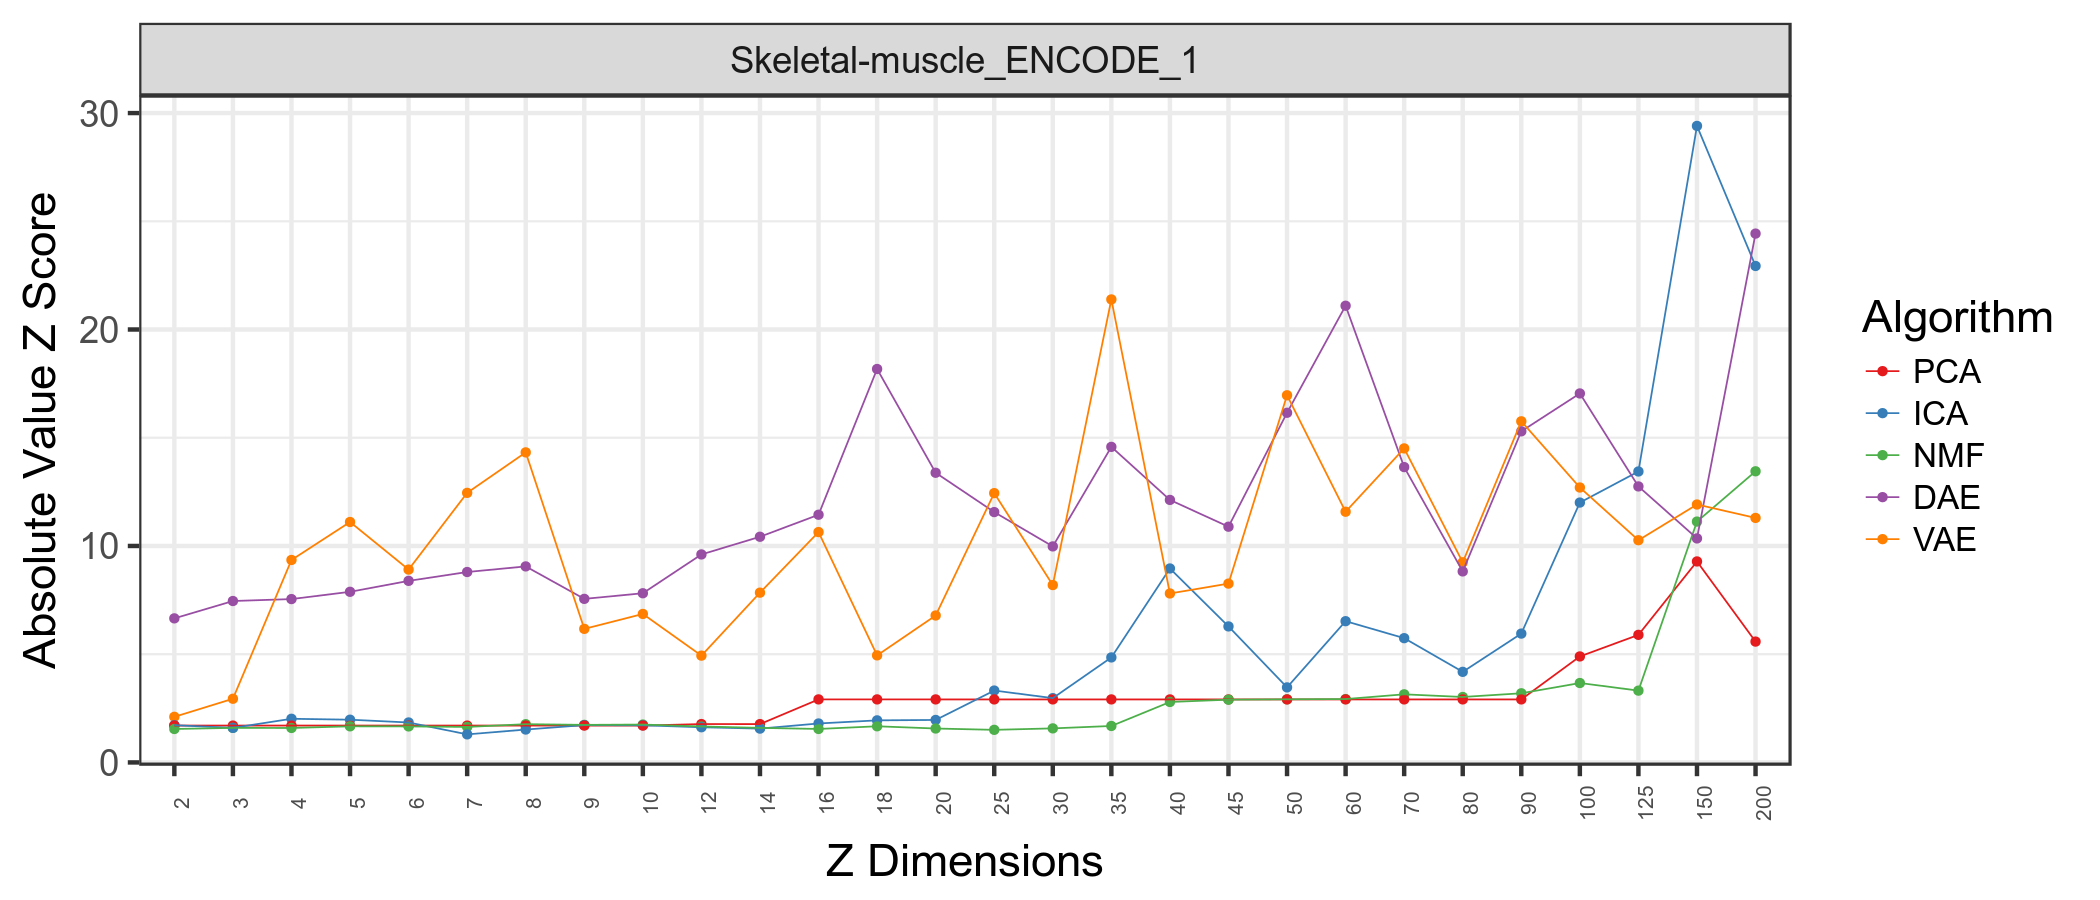 Skeletal-muscle_ENCODE_1
Absolute Value Z Score
30
20
10
0
2 3 4 5 6 7 8 9 10 12 14 16 18 20 25 30 35 40 45 50 60 70 80 90 100 125 150 200
Z Dimensions
Algorithm
PCA
ICA
NMF
DAE
VAE